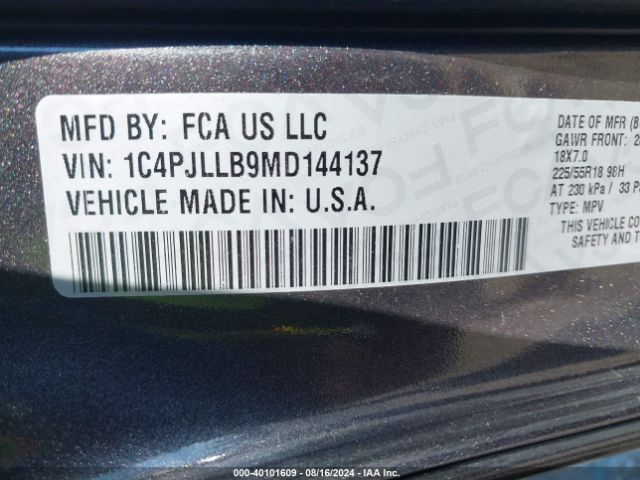 MFD BY: FCA US LLC
VIN: 1C4PJLLB9MD144137
VEHICLE MADE IN: U.S.A.
DATE OF MFR
GAWR FRONT:
18X7.0
225/55R18 98H
AT 230 kPa / 33
TYPE: MPV
THIS VEHICLE
SAFETY AND
000-40101609 - 08/16/2024 - IAA Inc.